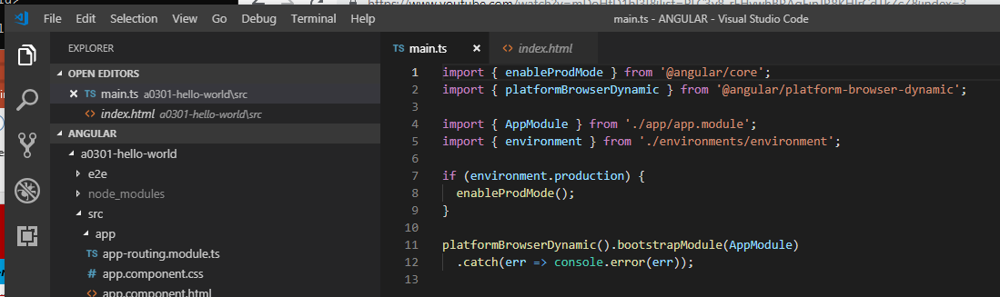 https://www.youtube.com/watch?v=
File Edit Selection View Go Debug Terminal Help main.ts - ANGULAR - Visual Studio Code
EXPLORER
OPEN EDITORS
TS main.ts a0301-hello-world\src
index.html a0301-hello-world\src
ANGULAR
a0301-hello-world
e2e
node_modules
src
app
TS app-routing.module.ts
# app.component.css
<> app.component.html
TS main.ts × <> index.html
1 import { enableProdMode } from '@angular/core';
2 import { platformBrowserDynamic } from '@angular/platform-browser-dynamic';
3
4 import { AppModule } from './app/app.module';
5 import { environment } from './environments/environment';
6
7 if (environment.production) {
8   enableProdMode();
9 }
10
11 platformBrowserDynamic().bootstrapModule(AppModule)
12   .catch(err => console.error(err));
13